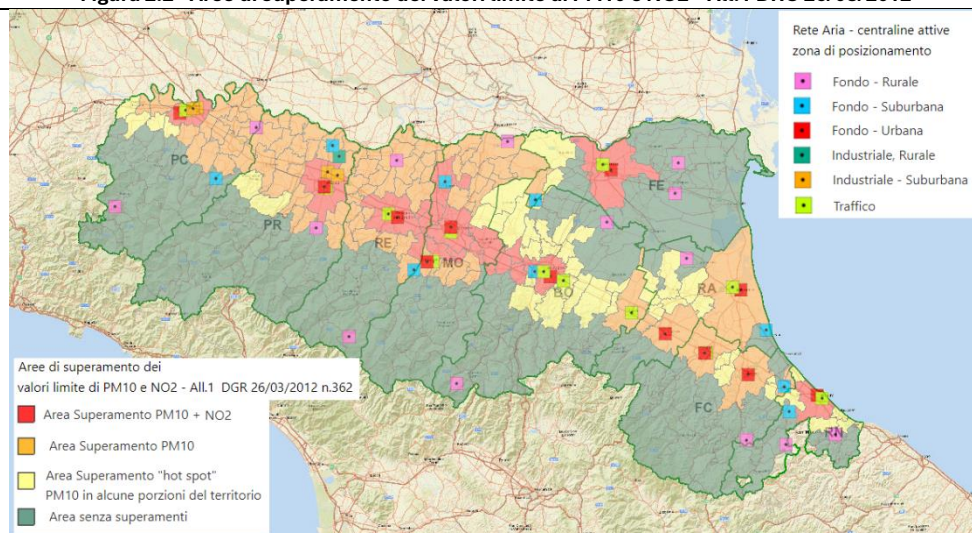 Rete Aria - centraline attive
zona di posizionamento
Fondo - Rurale
Fondo - Suburbana
Fondo - Urbana
Industriale, Rurale
Industriale - Suburbana
Traffico
PC
PR
RE
MO
BO
FE
RA
FC
RN
Aree di superamento dei
valori limite di PM10 e NO2 - All.1 DGR 26/03/2012 n.362
Area Superamento PM10 + NO2
Area Superamento PM10
Area Superamento "hot spot"
PM10 in alcune porzioni del territorio
Area senza superamenti